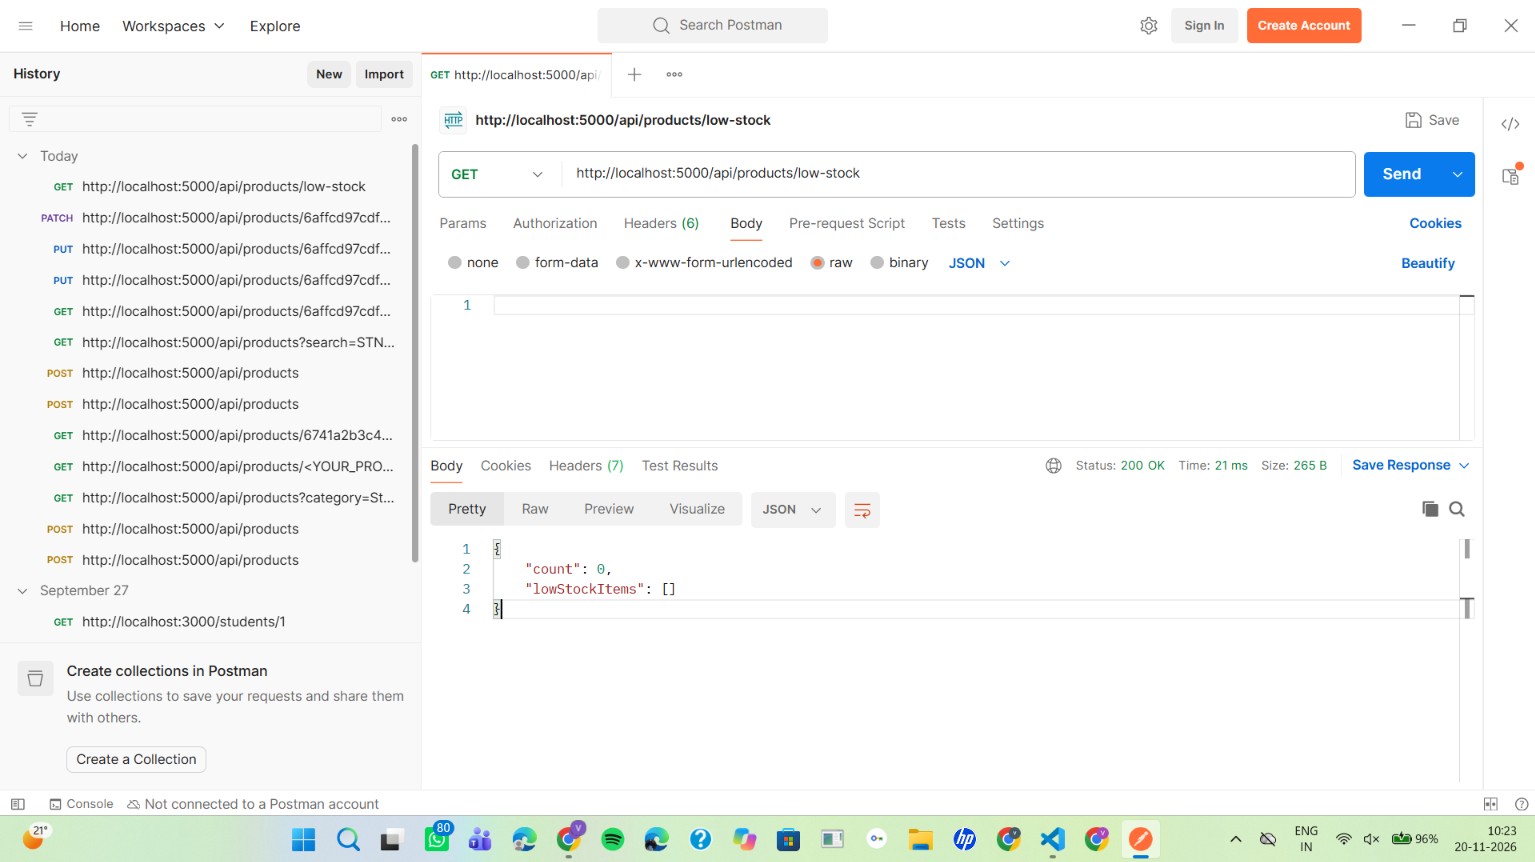 Home
Workspaces
Explore
Search Postman
Sign In
Create Account
History
New
Import
GET http://localhost:5000/api/
http://localhost:5000/api/products/low-stock
Save
Today
GET http://localhost:5000/api/products/low-stock
PATCH http://localhost:5000/api/products/6affcd97cdf...
PUT http://localhost:5000/api/products/6affcd97cdf...
PUT http://localhost:5000/api/products/6affcd97cdf...
GET http://localhost:5000/api/products/6affcd97cdf...
GET http://localhost:5000/api/products?search=STN...
POST http://localhost:5000/api/products
POST http://localhost:5000/api/products
GET http://localhost:5000/api/products/6741a2b3c4...
GET http://localhost:5000/api/products/<YOUR_PRO...
GET http://localhost:5000/api/products?category=St...
POST http://localhost:5000/api/products
POST http://localhost:5000/api/products
September 27
GET http://localhost:3000/students/1
Create collections in Postman
Use collections to save your requests and share them
with others.
Create a Collection
HTTP
GET
http://localhost:5000/api/products/low-stock
Send
Params Authorization Headers (6) Body Pre-request Script Tests Settings Cookies
none form-data x-www-form-urlencoded raw binary JSON Beautify
1
Body Cookies Headers (7) Test Results Status: 200 OK Time: 21 ms Size: 265 B Save Response
Pretty Raw Preview Visualize JSON
1 {
2 "count": 0,
3 "lowStockItems": []
4 }
Console Not connected to a Postman account
21°
80
ENG
IN
96%
10:23
20-11-2026